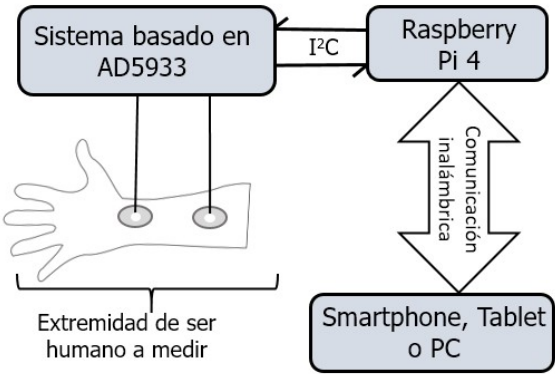 Sistema basado en
AD5933
I²C
Raspberry
Pi 4
Comunicación
inalámbrica
Extremidad de ser
humano a medir
Smartphone, Tablet
o PC